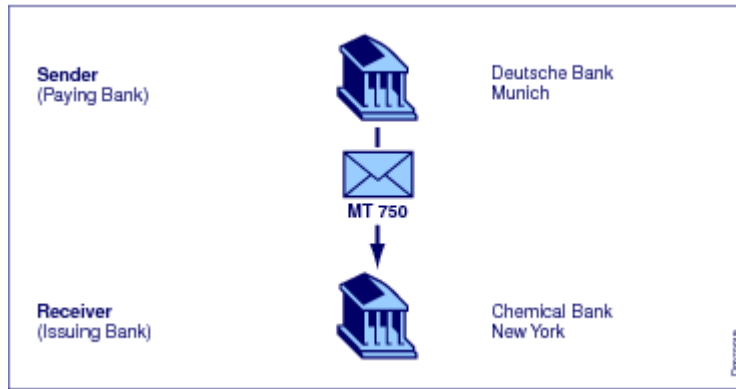 Sender
(Paying Bank)
Deutsche Bank
Munich
MT 750
Receiver
(Issuing Bank)
Chemical Bank
New York